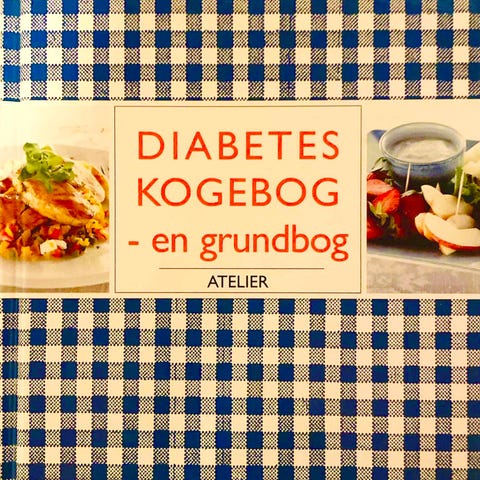 DIABETES
KOGEBOG
- en grundbog
ATELIER